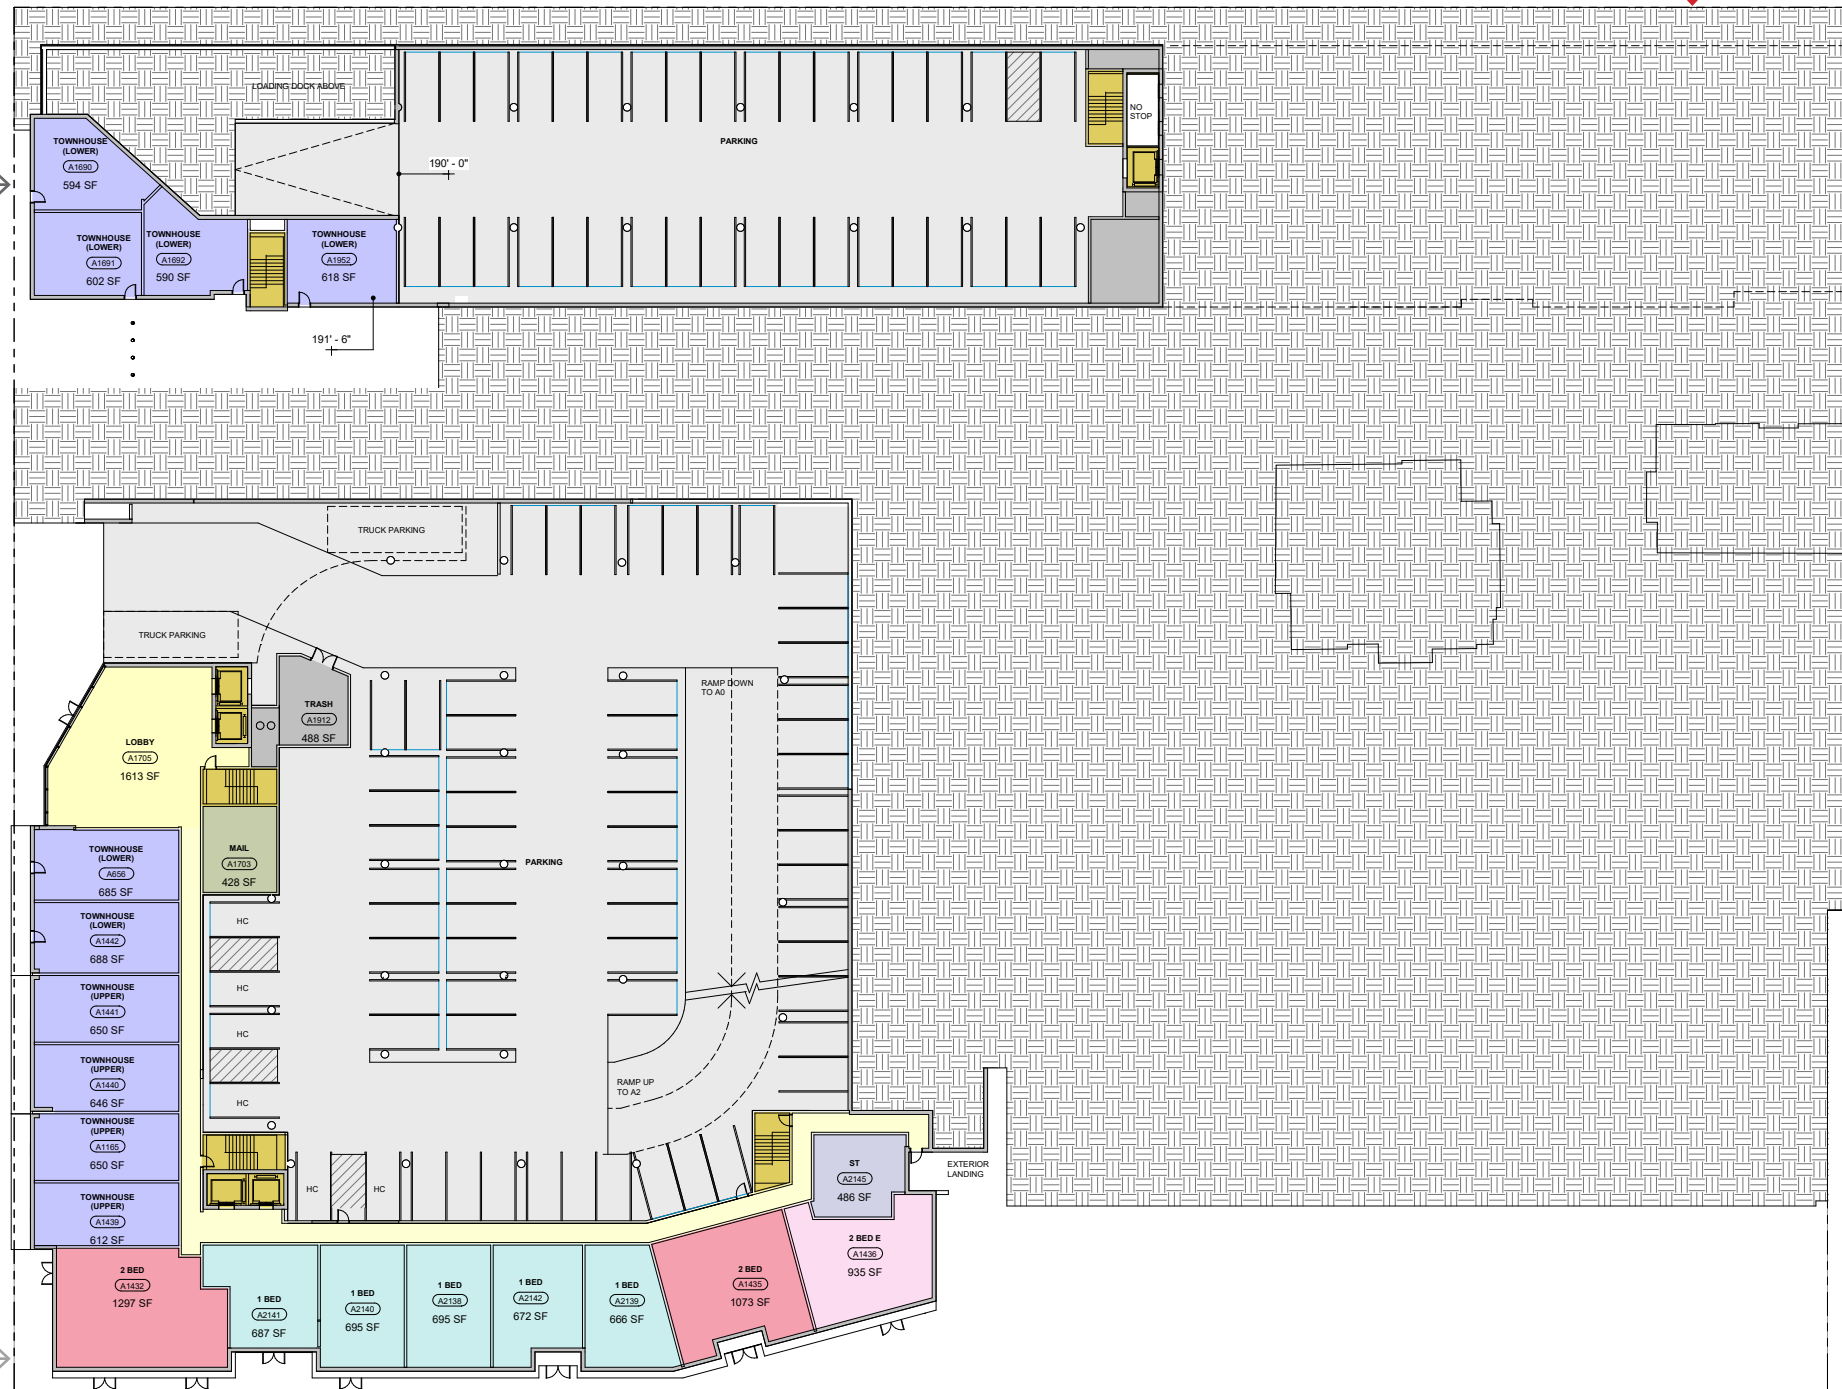 LOADING DOCK ABOVE
NO
STOP
PARKING
190' - 0"
TOWNHOUSE
(LOWER)
A1690
594 SF
TOWNHOUSE
(LOWER)
A1691
602 SF
TOWNHOUSE
(LOWER)
A1692
590 SF
TOWNHOUSE
(LOWER)
A1952
618 SF
191' - 6"
TRUCK PARKING
TRUCK PARKING
RAMP DOWN
TO A0
TRASH
A1912
488 SF
LOBBY
A1705
1613 SF
MAIL
A1703
428 SF
PARKING
TOWNHOUSE
(LOWER)
A656
685 SF
TOWNHOUSE
(LOWER)
A1442
688 SF
TOWNHOUSE
(UPPER)
A1441
650 SF
TOWNHOUSE
(UPPER)
A1440
646 SF
TOWNHOUSE
(UPPER)
A1165
650 SF
TOWNHOUSE
(UPPER)
A1439
612 SF
HC
HC
HC
HC
RAMP UP
TO A2
HC
HC
ST
A2145
486 SF
EXTERIOR
LANDING
2 BED
A1432
1297 SF
1 BED
A2141
687 SF
1 BED
A2140
695 SF
1 BED
A2138
695 SF
1 BED
A2142
672 SF
1 BED
A2139
666 SF
2 BED
A1435
1073 SF
2 BED E
A1436
935 SF